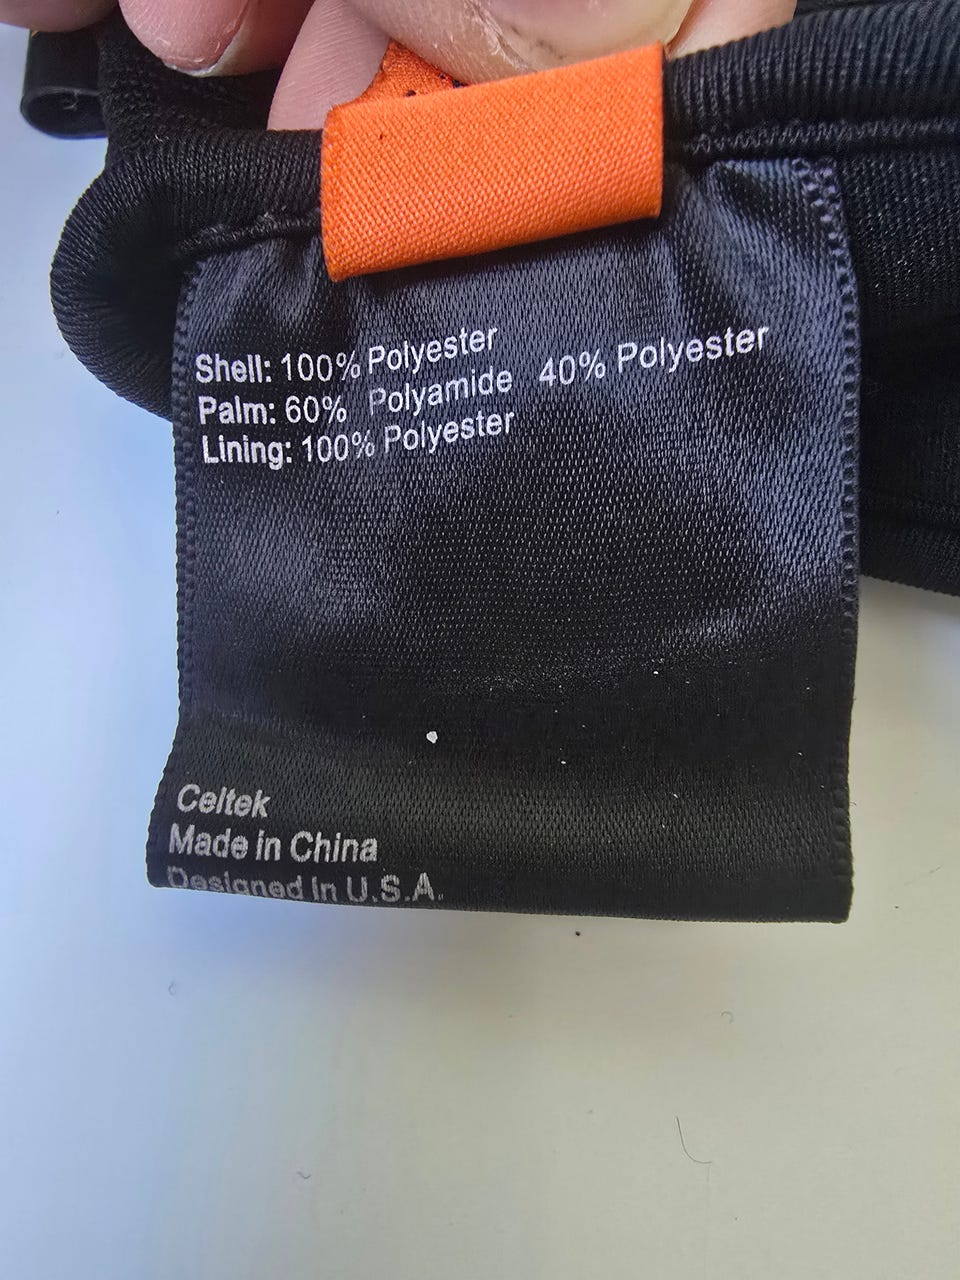 Shell: 100% Polyester
Palm: 60% Polyamide 40% Polyester
Lining: 100% Polyester
Celtek
Made in China
Designed in U.S.A.